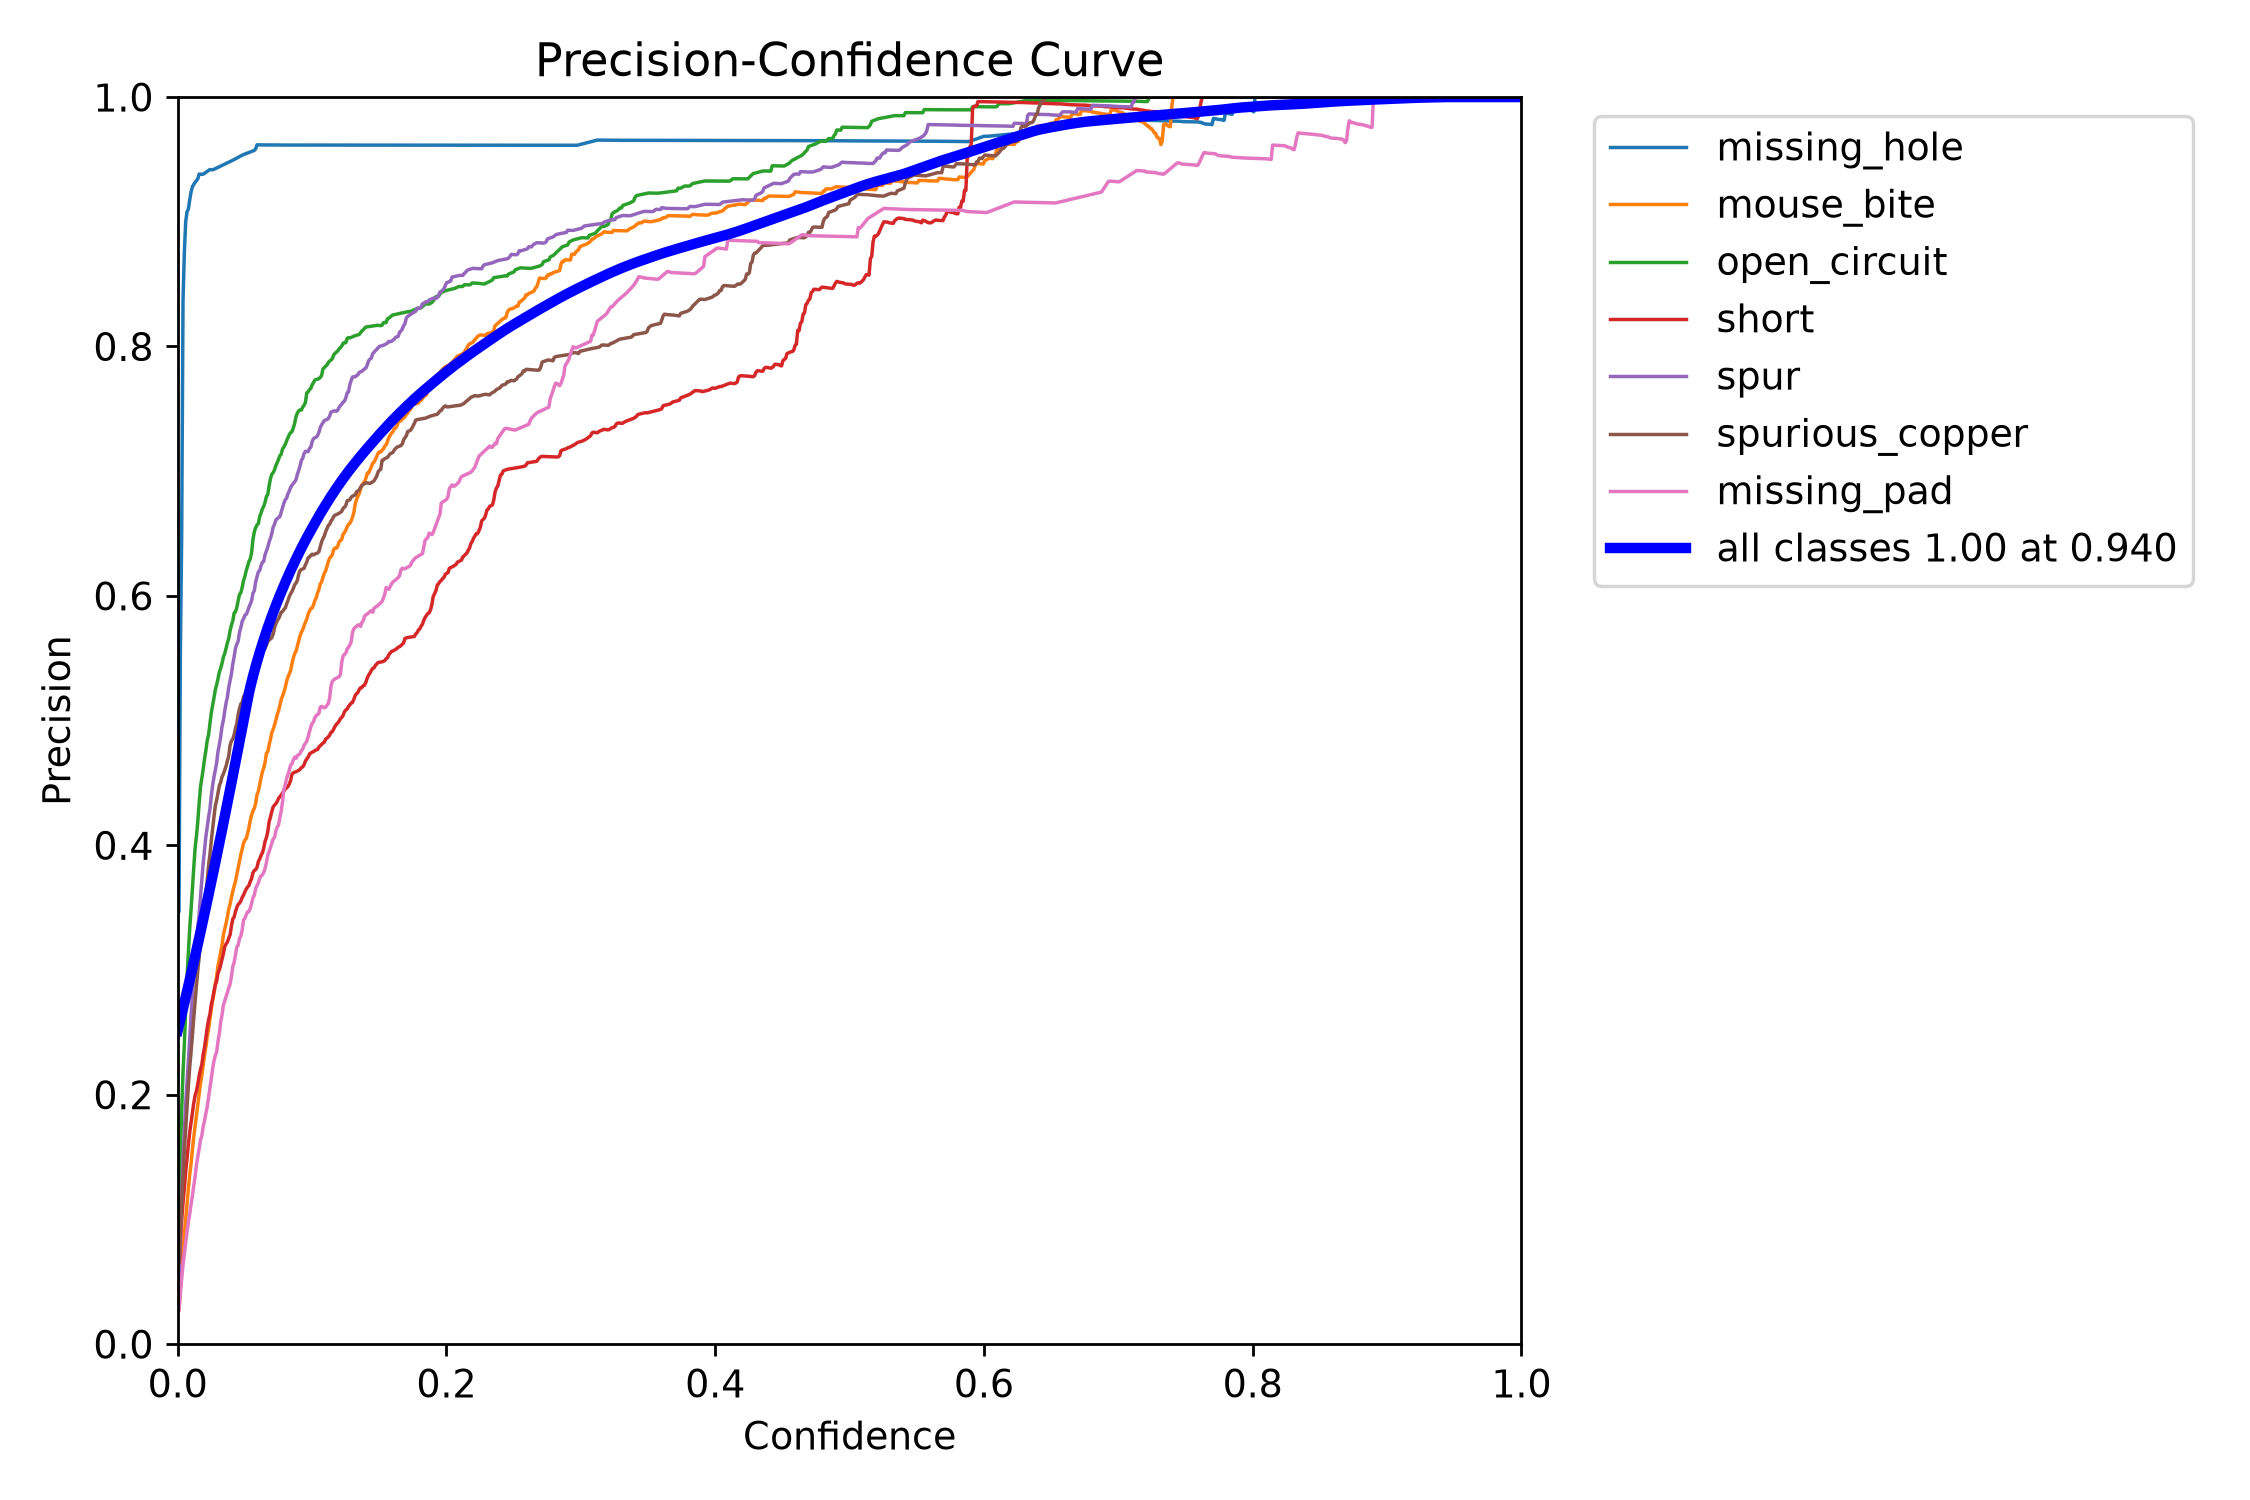 Precision-Confidence Curve
1.0
0.8
0.6
0.4
0.2
0.0
Precision
0.0 0.2 0.4 0.6 0.8 1.0
Confidence
missing_hole
mouse_bite
open_circuit
short
spur
spurious_copper
missing_pad
all classes 1.00 at 0.940